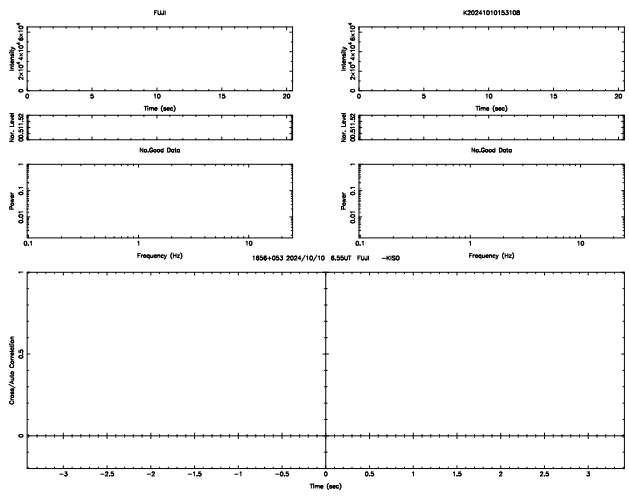 FUJI
K20241010153108
Intensity
0 2×10⁴ 4×10⁴ 6×10⁴
0 5 10 15 20
Time (sec)
Intensity
0 2×10⁴ 4×10⁴ 6×10⁴
0 5 10 15 20
Time (sec)
Nor. Level
00.511.52
No.Good Data
Nor. Level
00.511.52
No.Good Data
Power
1
0.1
0.01
0.1 1 10
Frequency (Hz)
Power
1
0.1
0.01
0.1 1 10
Frequency (Hz)
1656+053 2024/10/10 6.55UT FUJI -KISO
Cross/Auto Correlation
1
0.5
0
-3 -2.5 -2 -1.5 -1 -0.5 0 0.5 1 1.5 2 2.5 3
Time (sec)